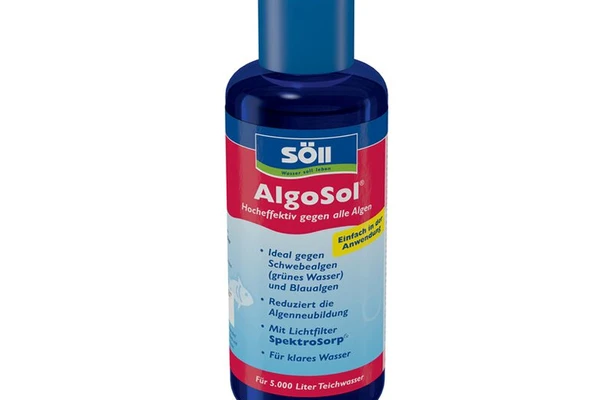 SÖLL
Wasser soll leben
AlgoSol®
Hocheffektiv gegen alle Algen
Einfach in der
Anwendung
• Ideal gegen
Schwebealgen
(grünes Wasser)
und Blaualgen
• Reduziert die
Algenneubildung
• Mit Lichtfilter
SpektroSorp®
• Für klares Wasser
Für 5.000 Liter Teichwasser